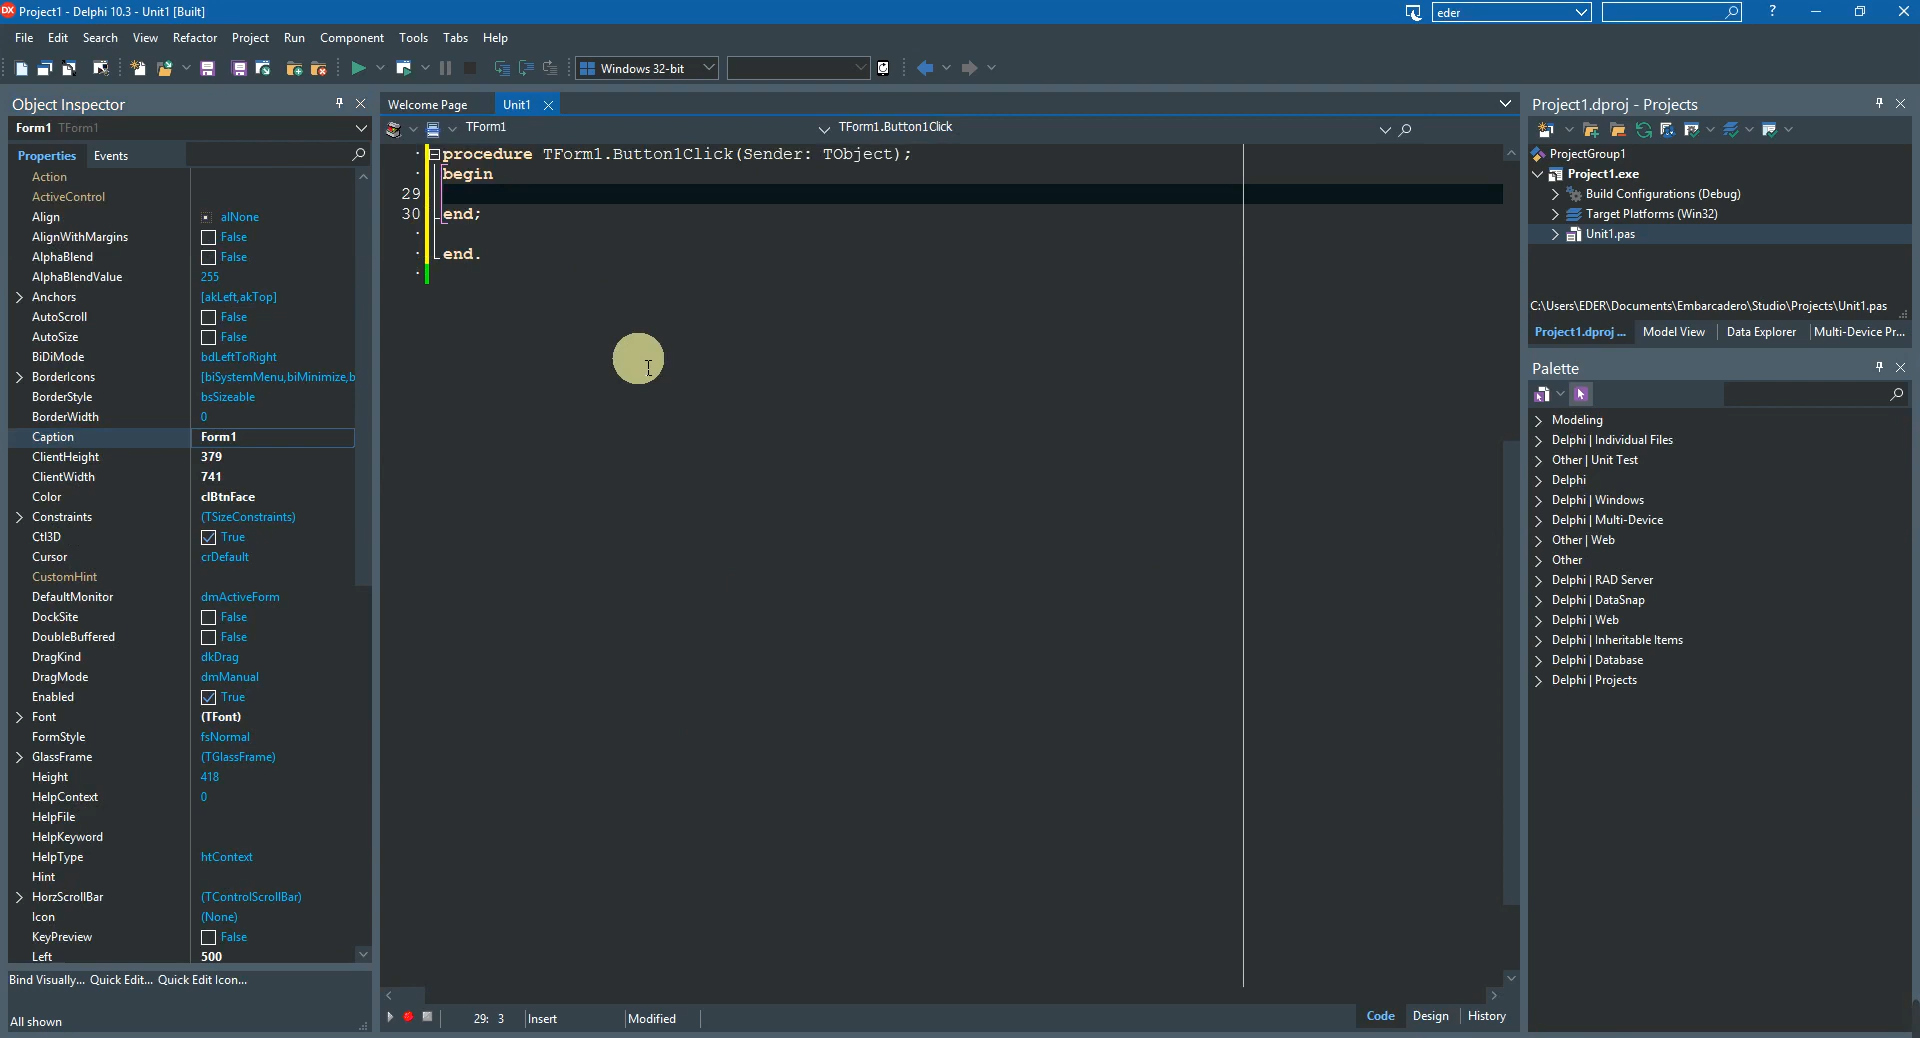 DX Project1 - Delphi 10.3 - Unit1 [Built]
eder
?
File Edit Search View Refactor Project Run Component Tools Tabs Help
Windows 32-bit
Object Inspector
Form1 TForm1
Properties Events
Action
ActiveControl
Align alNone
AlignWithMargins False
AlphaBlend False
AlphaBlendValue 255
Anchors [akLeft,akTop]
AutoScroll False
AutoSize False
BiDiMode bdLeftToRight
BorderIcons [biSystemMenu,biMinimize,b
BorderStyle bsSizeable
BorderWidth 0
Caption Form1
ClientHeight 379
ClientWidth 741
Color clBtnFace
Constraints (TSizeConstraints)
Ctl3D True
Cursor crDefault
CustomHint
DefaultMonitor dmActiveForm
DockSite False
DoubleBuffered False
DragKind dkDrag
DragMode dmManual
Enabled True
Font (TFont)
FormStyle fsNormal
GlassFrame (TGlassFrame)
Height 418
HelpContext 0
HelpFile
HelpKeyword
HelpType htContext
Hint
HorzScrollBar (TControlScrollBar)
Icon (None)
KeyPreview False
Left 500
Bind Visually... Quick Edit... Quick Edit Icon...
All shown
Welcome Page Unit1
TForm1 TForm1.Button1Click
procedure TForm1.Button1Click(Sender: TObject);
begin
29
30 end;
end.
29: 3 Insert Modified
Code Design History
Project1.dproj - Projects
ProjectGroup1
Project1.exe
Build Configurations (Debug)
Target Platforms (Win32)
Unit1.pas
C:\Users\EDER\Documents\Embarcadero\Studio\Projects\Unit1.pas
Project1.dproj ... Model View Data Explorer Multi-Device Pr...
Palette
Modeling
Delphi | Individual Files
Other | Unit Test
Delphi
Delphi | Windows
Delphi | Multi-Device
Other | Web
Other
Delphi | RAD Server
Delphi | DataSnap
Delphi | Web
Delphi | Inheritable Items
Delphi | Database
Delphi | Projects